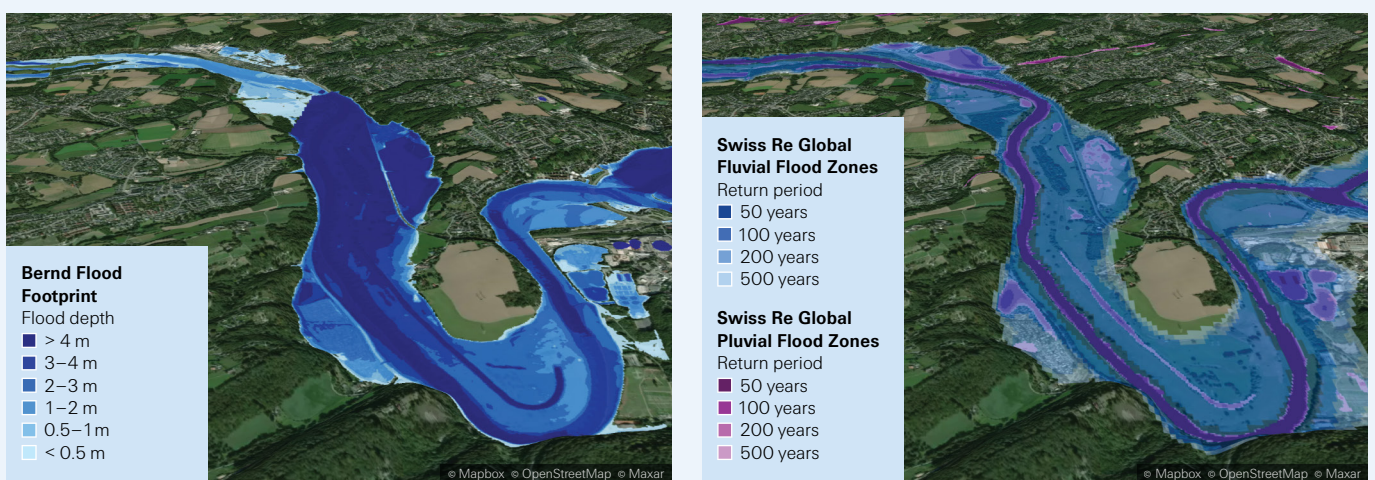 Bernd Flood
Footprint
Flood depth
> 4 m
3–4 m
2–3 m
1–2 m
0.5–1 m
< 0.5 m
© Mapbox © OpenStreetMap © Maxar
Swiss Re Global
Fluvial Flood Zones
Return period
50 years
100 years
200 years
500 years
Swiss Re Global
Pluvial Flood Zones
Return period
50 years
100 years
200 years
500 years
© Mapbox © OpenStreetMap © Maxar